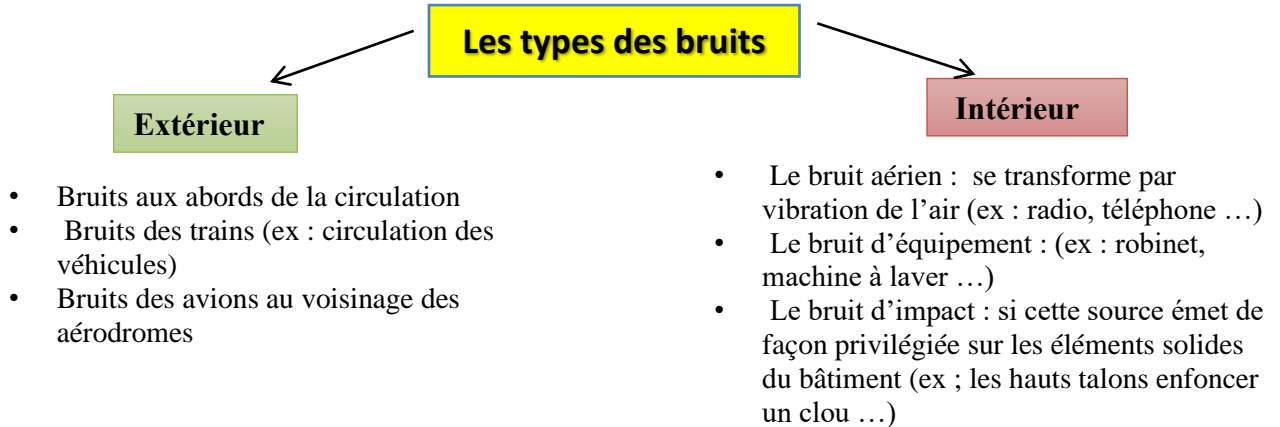 Les types des bruits
Extérieur
• Bruits aux abords de la circulation
• Bruits des trains (ex : circulation des
véhicules)
• Bruits des avions au voisinage des
aérodromes
Intérieur
• Le bruit aérien : se transforme par
vibration de l’air (ex : radio, téléphone …)
• Le bruit d’équipement : (ex : robinet,
machine à laver …)
• Le bruit d’impact : si cette source émet de
façon privilégiée sur les éléments solides
du bâtiment (ex ; les hauts talons enfoncer
un clou …)